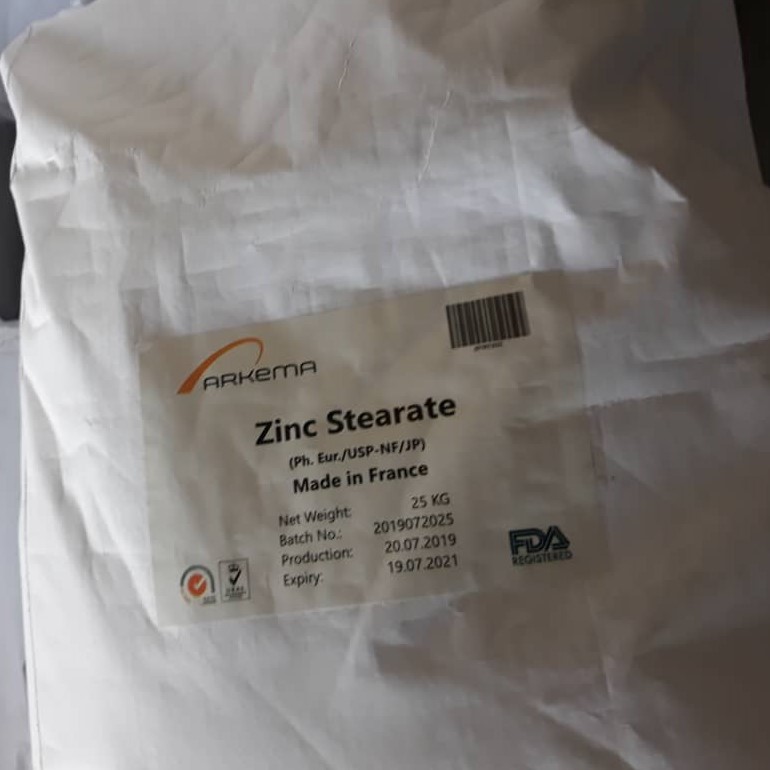 ARKEMA
Zinc Stearate
(Ph. Eur./USP-NF/JP)
Made in France
Net Weight: 25 KG
Batch No.: 2019072025
Production: 20.07.2019
Expiry: 19.07.2021
FDA
REGISTERED